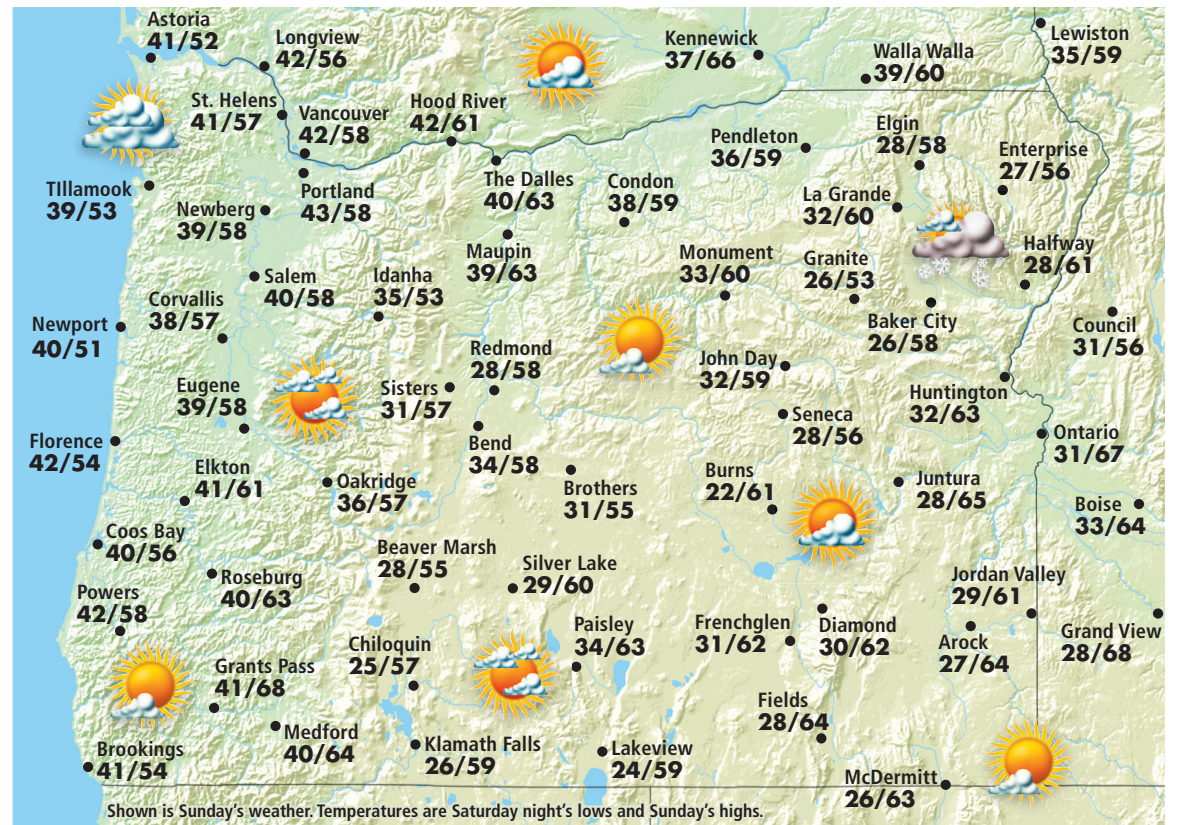 Astoria
41/52
Longview
42/56
Kennewick
37/66
Walla Walla
39/60
Lewiston
35/59
St. Helens
41/57
Vancouver
42/58
Hood River
42/61
Pendleton
36/59
Elgin
28/58
Enterprise
27/56
TIllamook
39/53
Newberg
39/58
Portland
43/58
The Dalles
40/63
Condon
38/59
La Grande
32/60
Maupin
39/63
Monument
33/60
Granite
26/53
Halfway
28/61
Salem
40/58
Idanha
35/53
Corvallis
38/57
Newport
40/51
Baker City
26/58
Council
31/56
Redmond
28/58
John Day
32/59
Eugene
39/58
Sisters
31/57
Huntington
32/63
Seneca
28/56
Florence
42/54
Bend
34/58
Ontario
31/67
Elkton
41/61
Oakridge
36/57
Brothers
31/55
Burns
22/61
Juntura
28/65
Boise
33/64
Coos Bay
40/56
Beaver Marsh
28/55
Silver Lake
29/60
Roseburg
40/63
Jordan Valley
29/61
Powers
42/58
Chiloquin
25/57
Paisley
34/63
Frenchglen
31/62
Diamond
30/62
Arock
27/64
Grand View
28/68
Grants Pass
41/68
Fields
28/64
Medford
40/64
Klamath Falls
26/59
Lakeview
24/59
Brookings
41/54
McDermitt
26/63
Shown is Sunday's weather. Temperatures are Saturday night's lows and Sunday's highs.